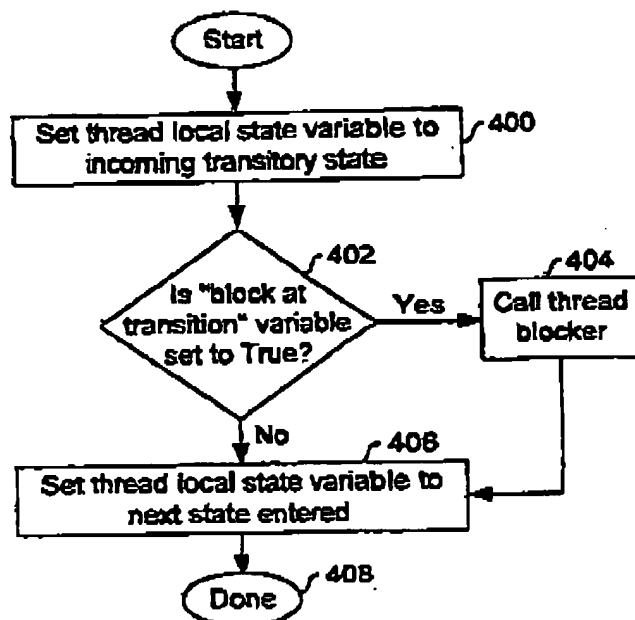 Start
Set thread local state variable to
incoming transitory state
400
402
Is "block at
transition" variable
set to True?
Yes
404
Call thread
blocker
No
406
Set thread local state variable to
next state entered
408
Done